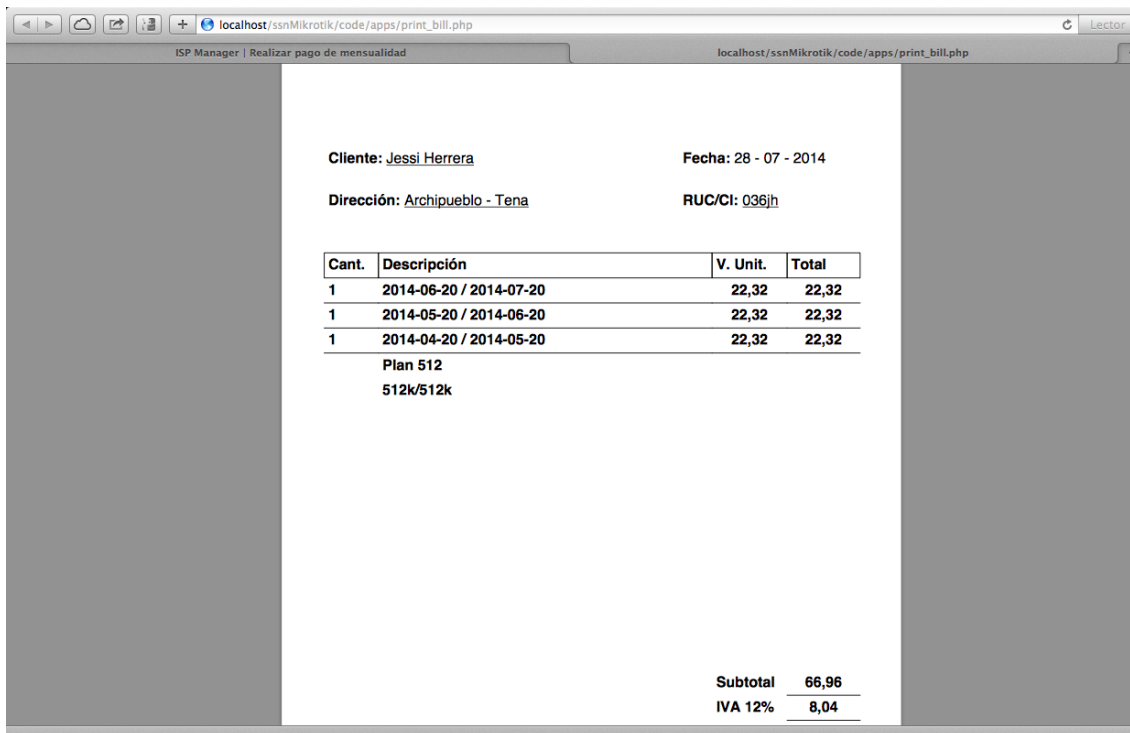 localhost/ssnMikrotik/code/apps/print_bill.php
Lector
ISP Manager | Realizar pago de mensualidad
localhost/ssnMikrotik/code/apps/print_bill.php
Cliente: Jessi Herrera Fecha: 28 - 07 - 2014
Dirección: Archipueblo - Tena RUC/CI: 036jh
Cant. Descripción V. Unit. Total
1 2014-06-20 / 2014-07-20 22,32 22,32
1 2014-05-20 / 2014-06-20 22,32 22,32
1 2014-04-20 / 2014-05-20 22,32 22,32
Plan 512
512k/512k
Subtotal 66,96
IVA 12% 8,04